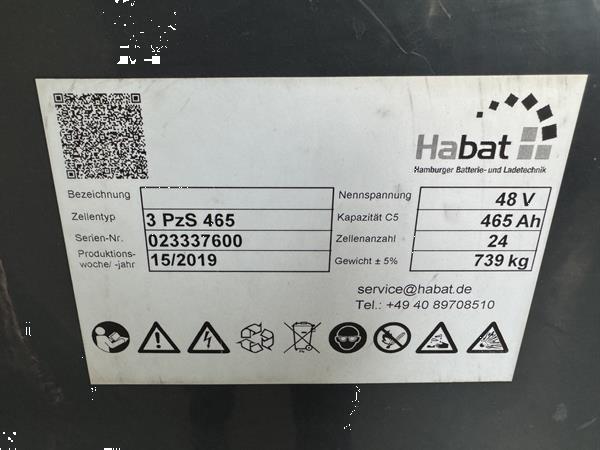 Habat
Hamburger Batterie- und Ladetechnik
Bezeichnung
Zellentyp 3 PzS 465
Serien-Nr. 023337600
Produktions-
woche/ -jahr 15/2019
Nennspannung 48 V
Kapazität C5 465 Ah
Zellenanzahl 24
Gewicht ± 5% 739 kg
service@habat.de
Tel.: +49 40 89708510